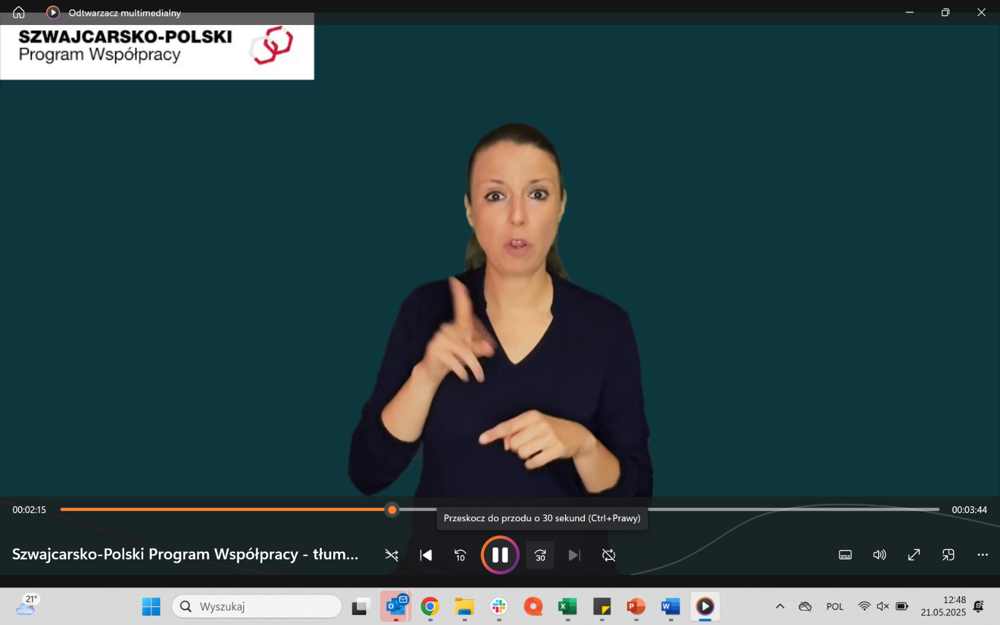 Odtwarzacz multimedialny
SZWAJCARSKO-POLSKI
Program Współpracy
00:02:15
00:03:44
Przeskocz do przodu o 30 sekund (Ctrl+Prawy)
Szwajcarsko-Polski Program Współpracy - tłum...
10
30
21°
Wyszukaj
POL
12:48
21.05.2025